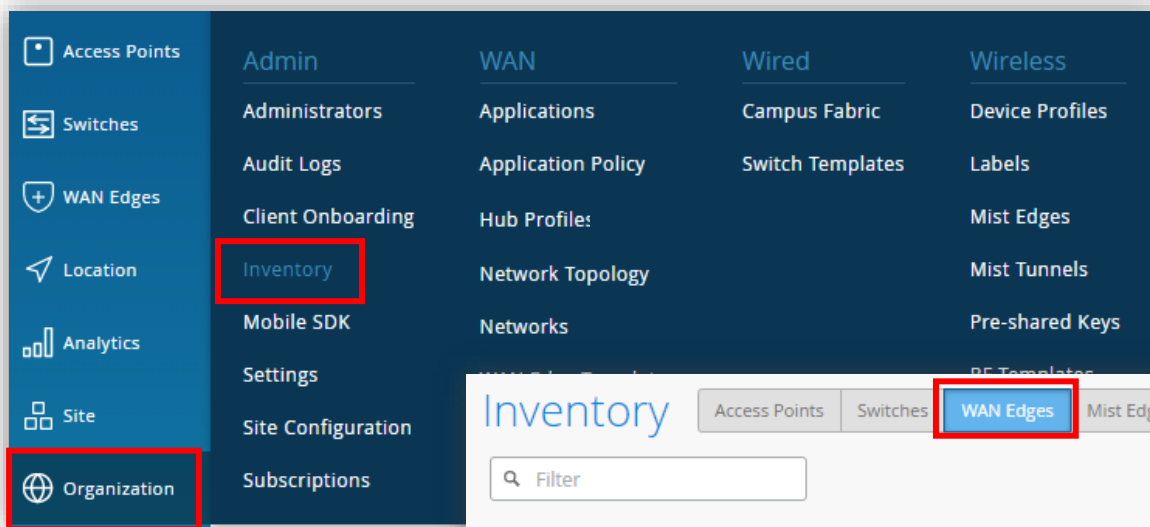 Access Points
Switches
WAN Edges
Location
Analytics
Site
Organization
Admin
Administrators
Audit Logs
Client Onboarding
Inventory
Mobile SDK
Settings
Site Configuration
Subscriptions
WAN
Applications
Application Policy
Hub Profiles
Network Topology
Networks
Wired
Campus Fabric
Switch Templates
Wireless
Device Profiles
Labels
Mist Edges
Mist Tunnels
Pre-shared Keys
Inventory
Access Points
Switches
WAN Edges
Mist Edg
Filter